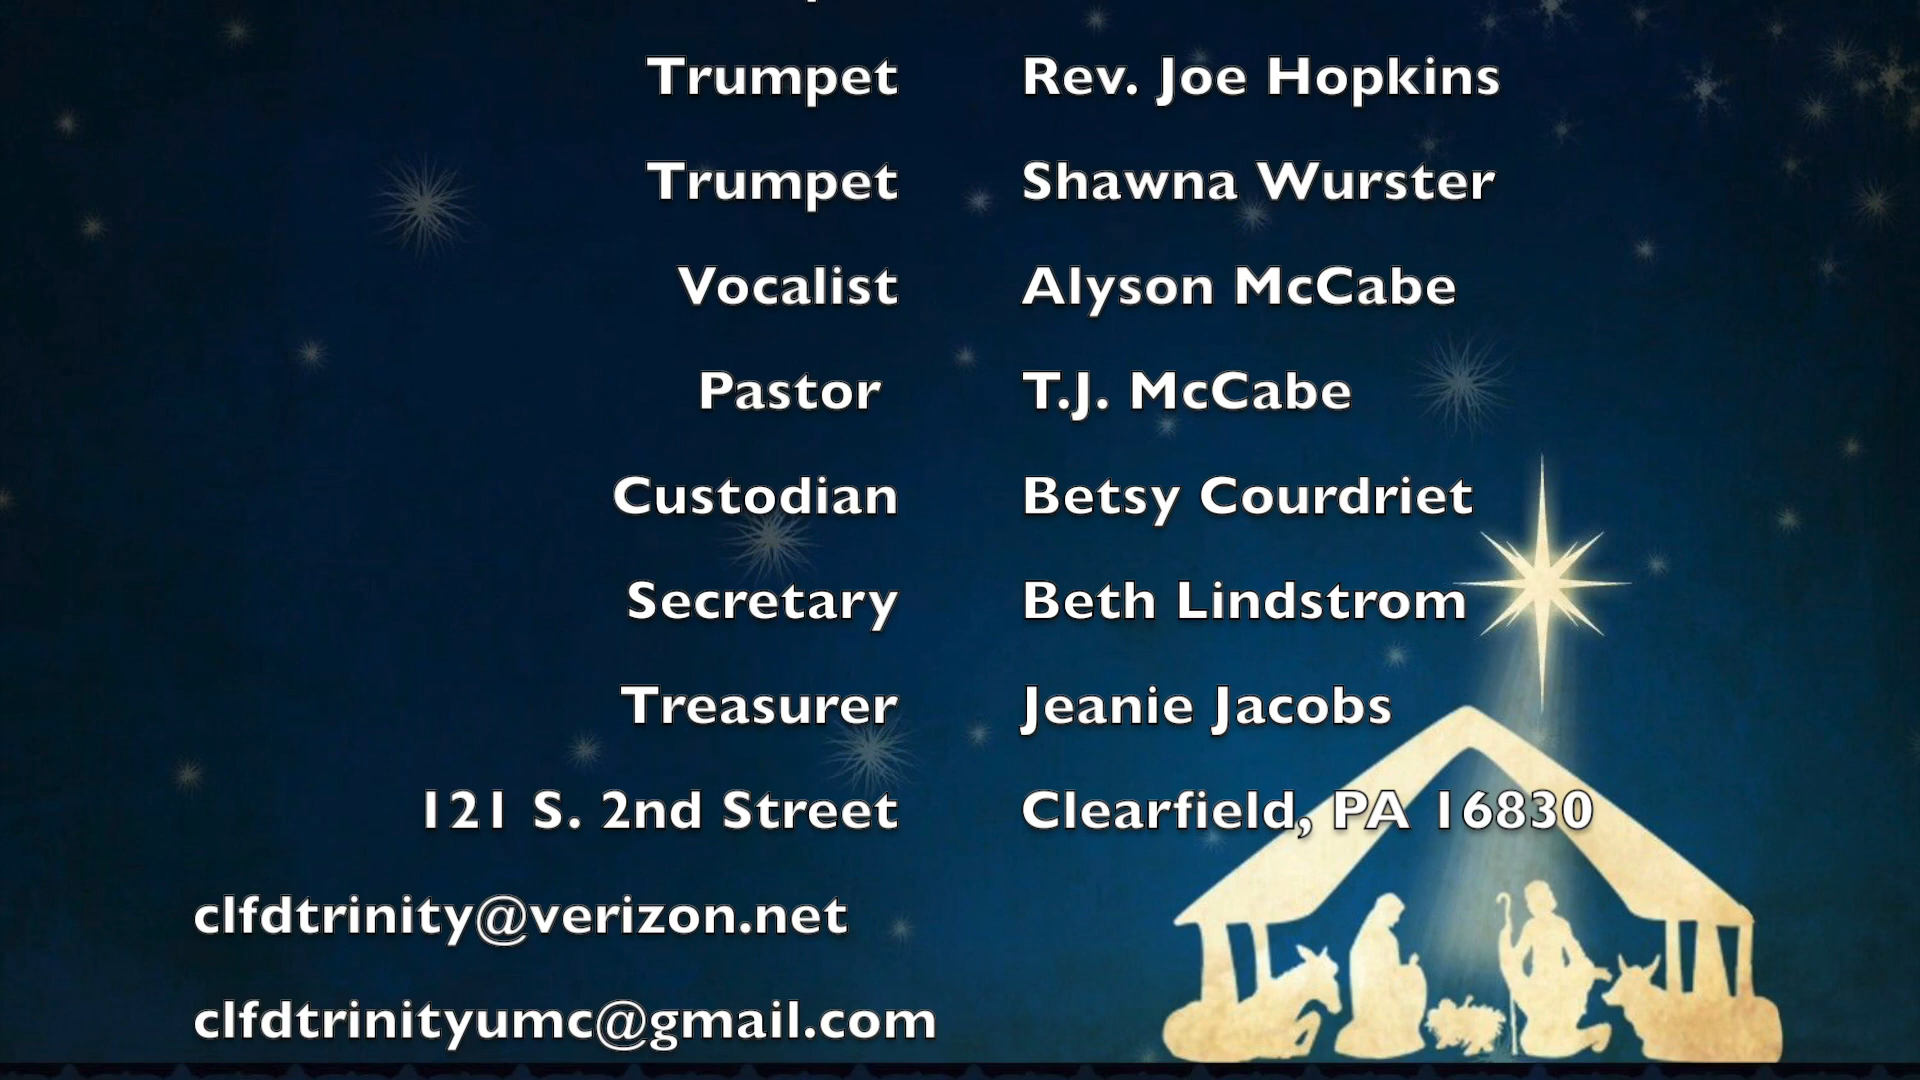 Trumpet Rev. Joe Hopkins
Trumpet Shawna Wurster
Vocalist Alyson McCabe
Pastor T.J. McCabe
Custodian Betsy Courdriet
Secretary Beth Lindstrom
Treasurer Jeanie Jacobs
121 S. 2nd Street Clearfield, PA 16830
clfdtrinity@verizon.net
clfdtrinityumc@gmail.com